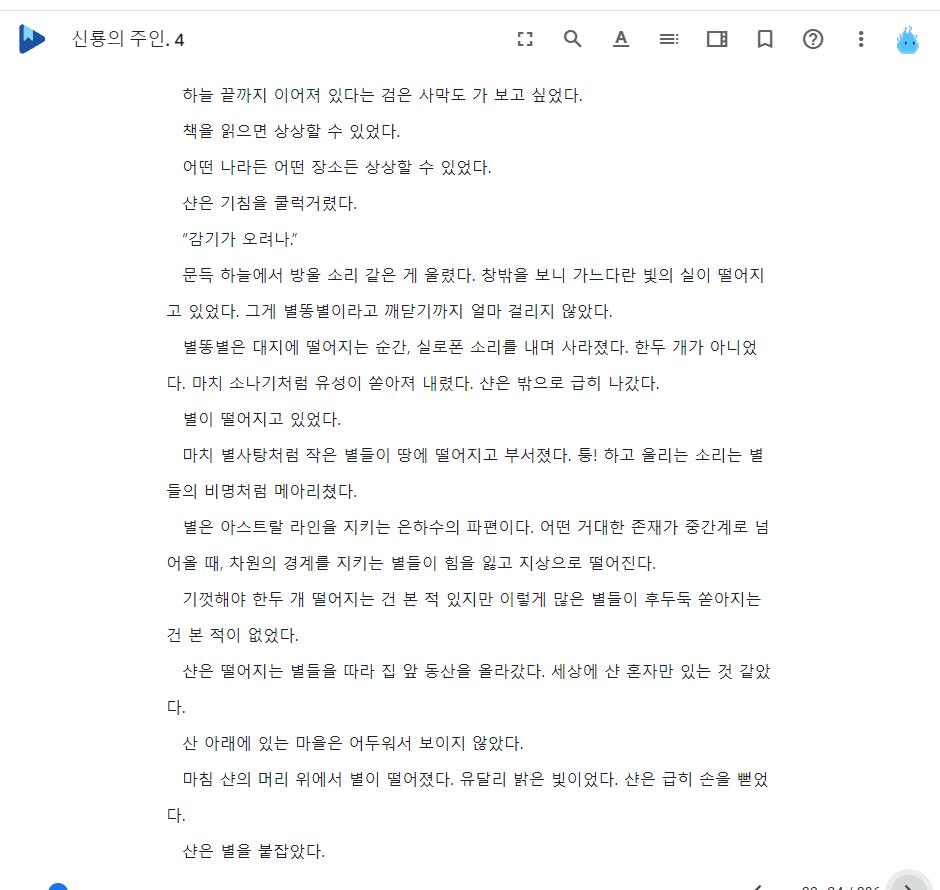 신룡의 주인. 4
하늘 끝까지 이어져 있다는 검은 사막도 가 보고 싶었다.
책을 읽으면 상상할 수 있었다.
어떤 나라든 어떤 장소든 상상할 수 있었다.
샨은 기침을 쿨럭거렸다.
“감기가 오려나.”
문득 하늘에서 방울 소리 같은 게 울렸다. 창밖을 보니 가느다란 빛의 실이 떨어지
고 있었다. 그게 별똥별이라고 깨닫기까지 얼마 걸리지 않았다.
별똥별은 대지에 떨어지는 순간, 실로폰 소리를 내며 사라졌다. 한두 개가 아니었
다. 마치 소나기처럼 유성이 쏟아져 내렸다. 샨은 밖으로 급히 나갔다.
별이 떨어지고 있었다.
마치 별사탕처럼 작은 별들이 땅에 떨어지고 부서졌다. 퉁! 하고 울리는 소리는 별
들의 비명처럼 메아리쳤다.
별은 아스트랄 라인을 지키는 은하수의 파편이다. 어떤 거대한 존재가 중간계로 넘
어올 때, 차원의 경계를 지키는 별들이 힘을 잃고 지상으로 떨어진다.
기껏해야 한두 개 떨어지는 건 본 적 있지만 이렇게 많은 별들이 후두둑 쏟아지는
건 본 적이 없었다.
샨은 떨어지는 별들을 따라 집 앞 동산을 올라갔다. 세상에 샨 혼자만 있는 것 같았
다.
산 아래에 있는 마을은 어두워서 보이지 않았다.
마침 샨의 머리 위에서 별이 떨어졌다. 유달리 밝은 빛이었다. 샨은 급히 손을 뻗었
다.
샨은 별을 붙잡았다.